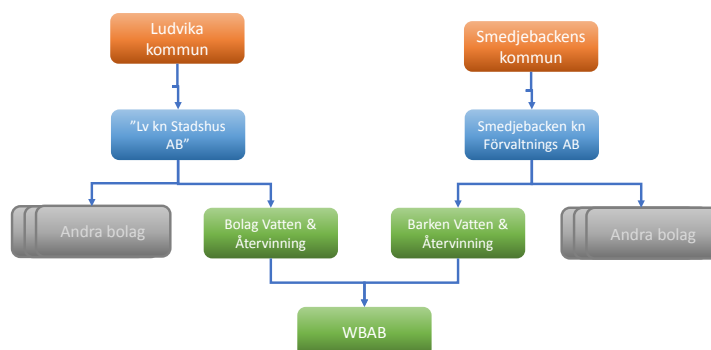 Ludvika
kommun
Smedjebackens
kommun
”Lv kn Stadshus
AB”
Smedjebacken kn
Förvaltnings AB
Andra bolag
Bolag Vatten &
Återvinning
Barken Vatten &
Återvinning
Andra bolag
WBAB